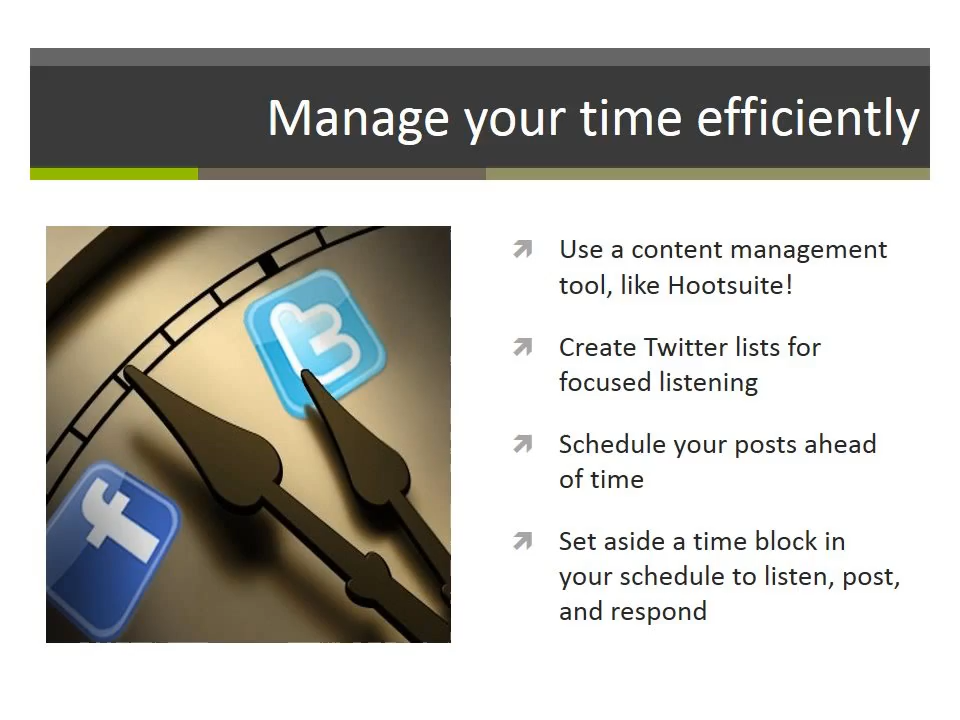 Manage your time efficiently
Use a content management
tool, like Hootsuite!
Create Twitter lists for
focused listening
Schedule your posts ahead
of time
Set aside a time block in
your schedule to listen, post,
and respond